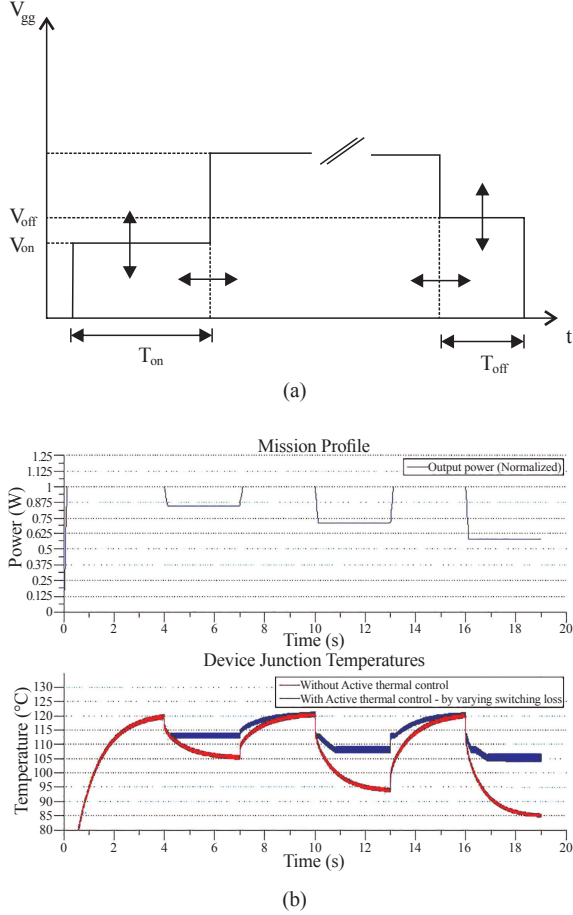 Vgg
Voff
Von
t
Ton
Toff
(a)
Mission Profile
Output power (Normalized)
Power (W)
1.25
1.125
1
0.875
0.75
0.625
0.5
0.375
0.25
0.125
0
0 2 4 6 8 10 12 14 16 18 20
Time (s)
Device Junction Temperatures
Without Active thermal control
With Active thermal control - by varying switching loss
Temperature (°C)
130
125
120
115
110
105
100
95
90
85
80
0 2 4 6 8 10 12 14 16 18 20
Time (s)
(b)